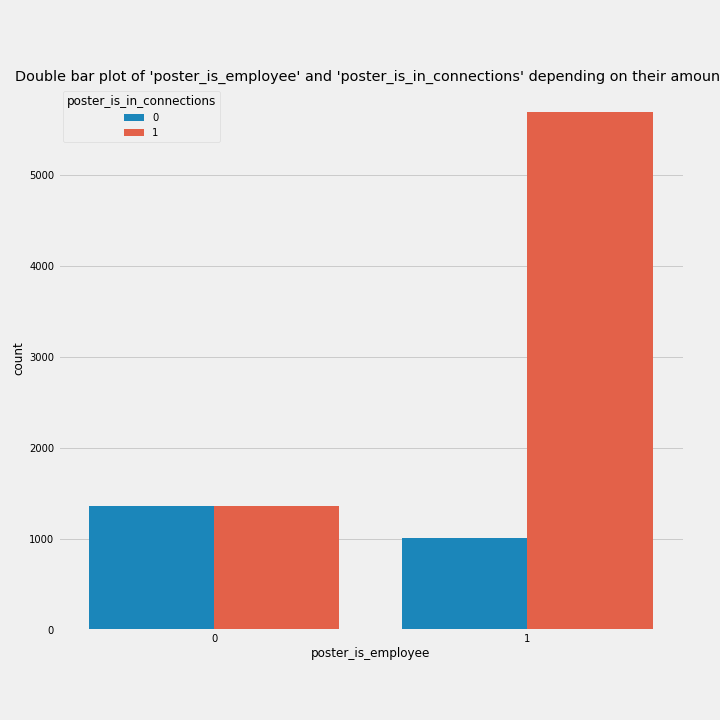 Double bar plot of 'poster_is_employee' and 'poster_is_in_connections' depending on their amoun
poster_is_in_connections
0
1
5000
4000
3000
2000
1000
0
count
0 1
poster_is_employee